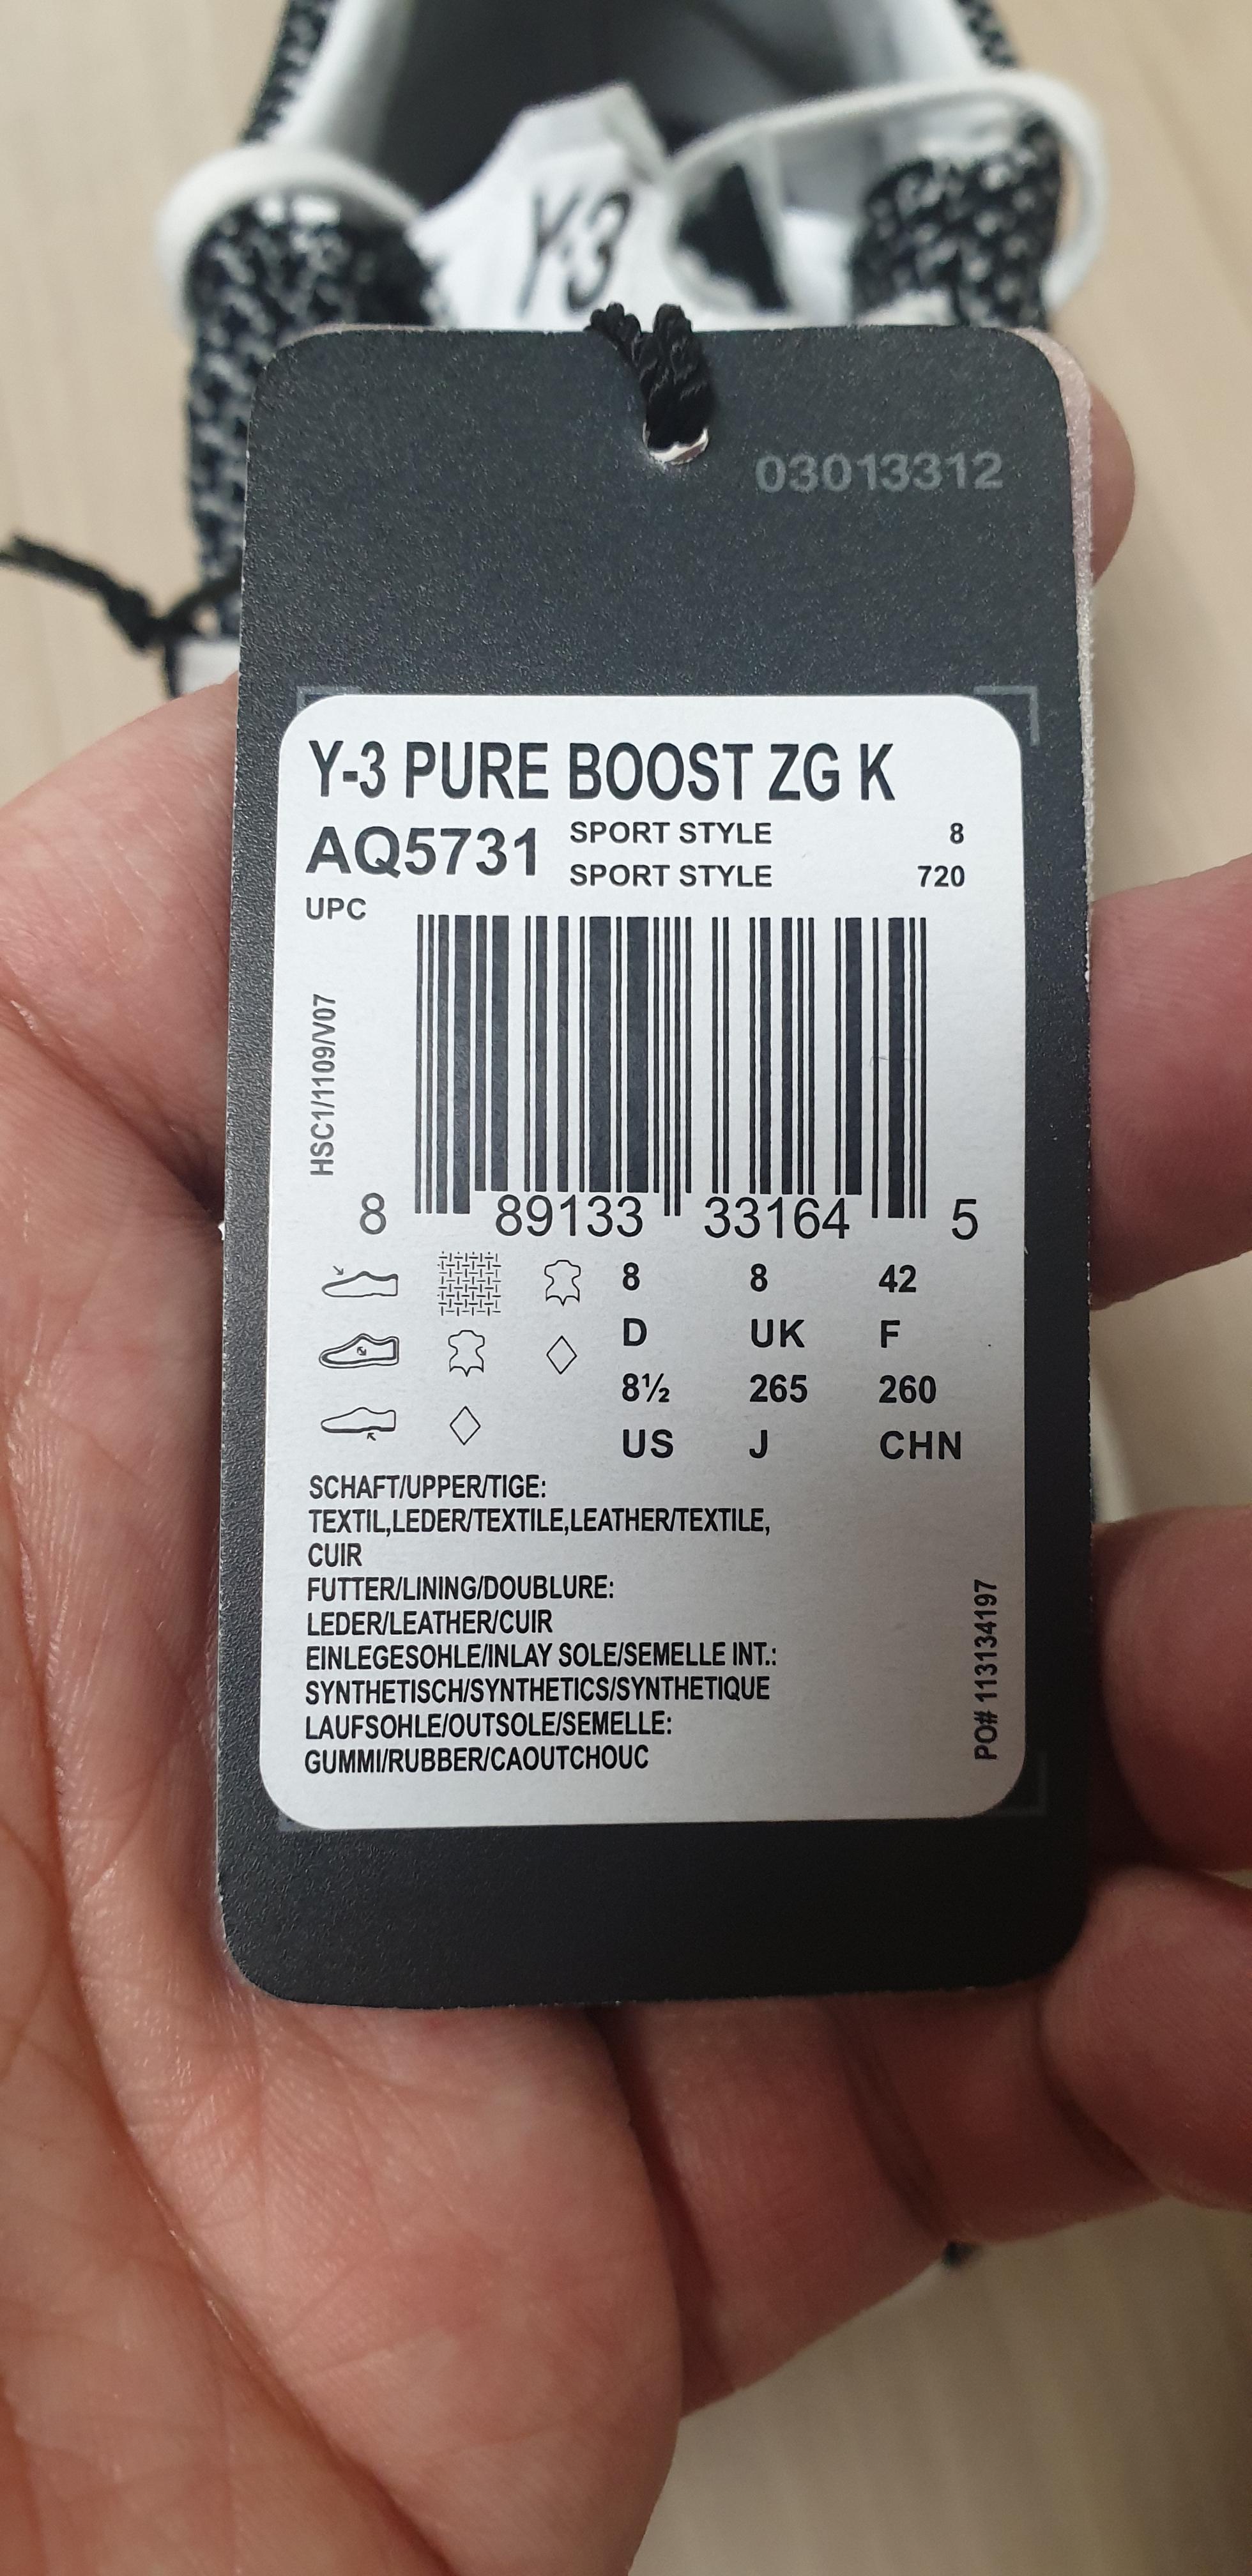 Y-3
03013312
Y-3 PURE BOOST ZG K
AQ5731 SPORT STYLE 8
SPORT STYLE 720
UPC
HSC1/1109/V07
8 89133 33164 5
8 8 42
D UK F
8½ 265 260
US J CHN
SCHAFT/UPPER/TIGE:
TEXTIL,LEDER/TEXTILE,LEATHER/TEXTILE,
CUIR
FUTTER/LINING/DOUBLURE:
LEDER/LEATHER/CUIR
EINLEGESOHLE/INLAY SOLE/SEMELLE INT.:
SYNTHETISCH/SYNTHETICS/SYNTHETIQUE
LAUFSOHLE/OUTSOLE/SEMELLE:
GUMMI/RUBBER/CAOUTCHOUC
PO# 113134197